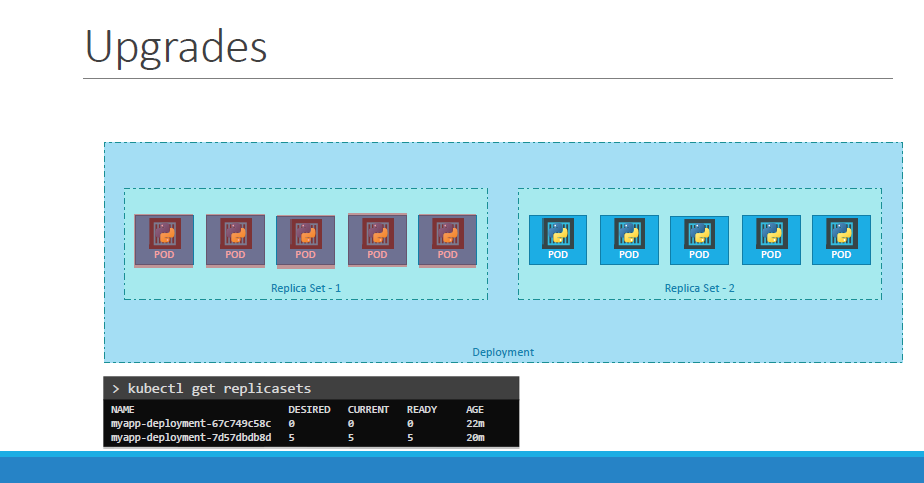 Upgrades
POD POD POD POD POD
Replica Set - 1
POD POD POD POD POD
Replica Set - 2
Deployment
> kubectl get replicasets
NAME DESIRED CURRENT READY AGE
myapp-deployment-67c749c58c 0 0 0 22m
myapp-deployment-7d57dbdb8d 5 5 5 20m